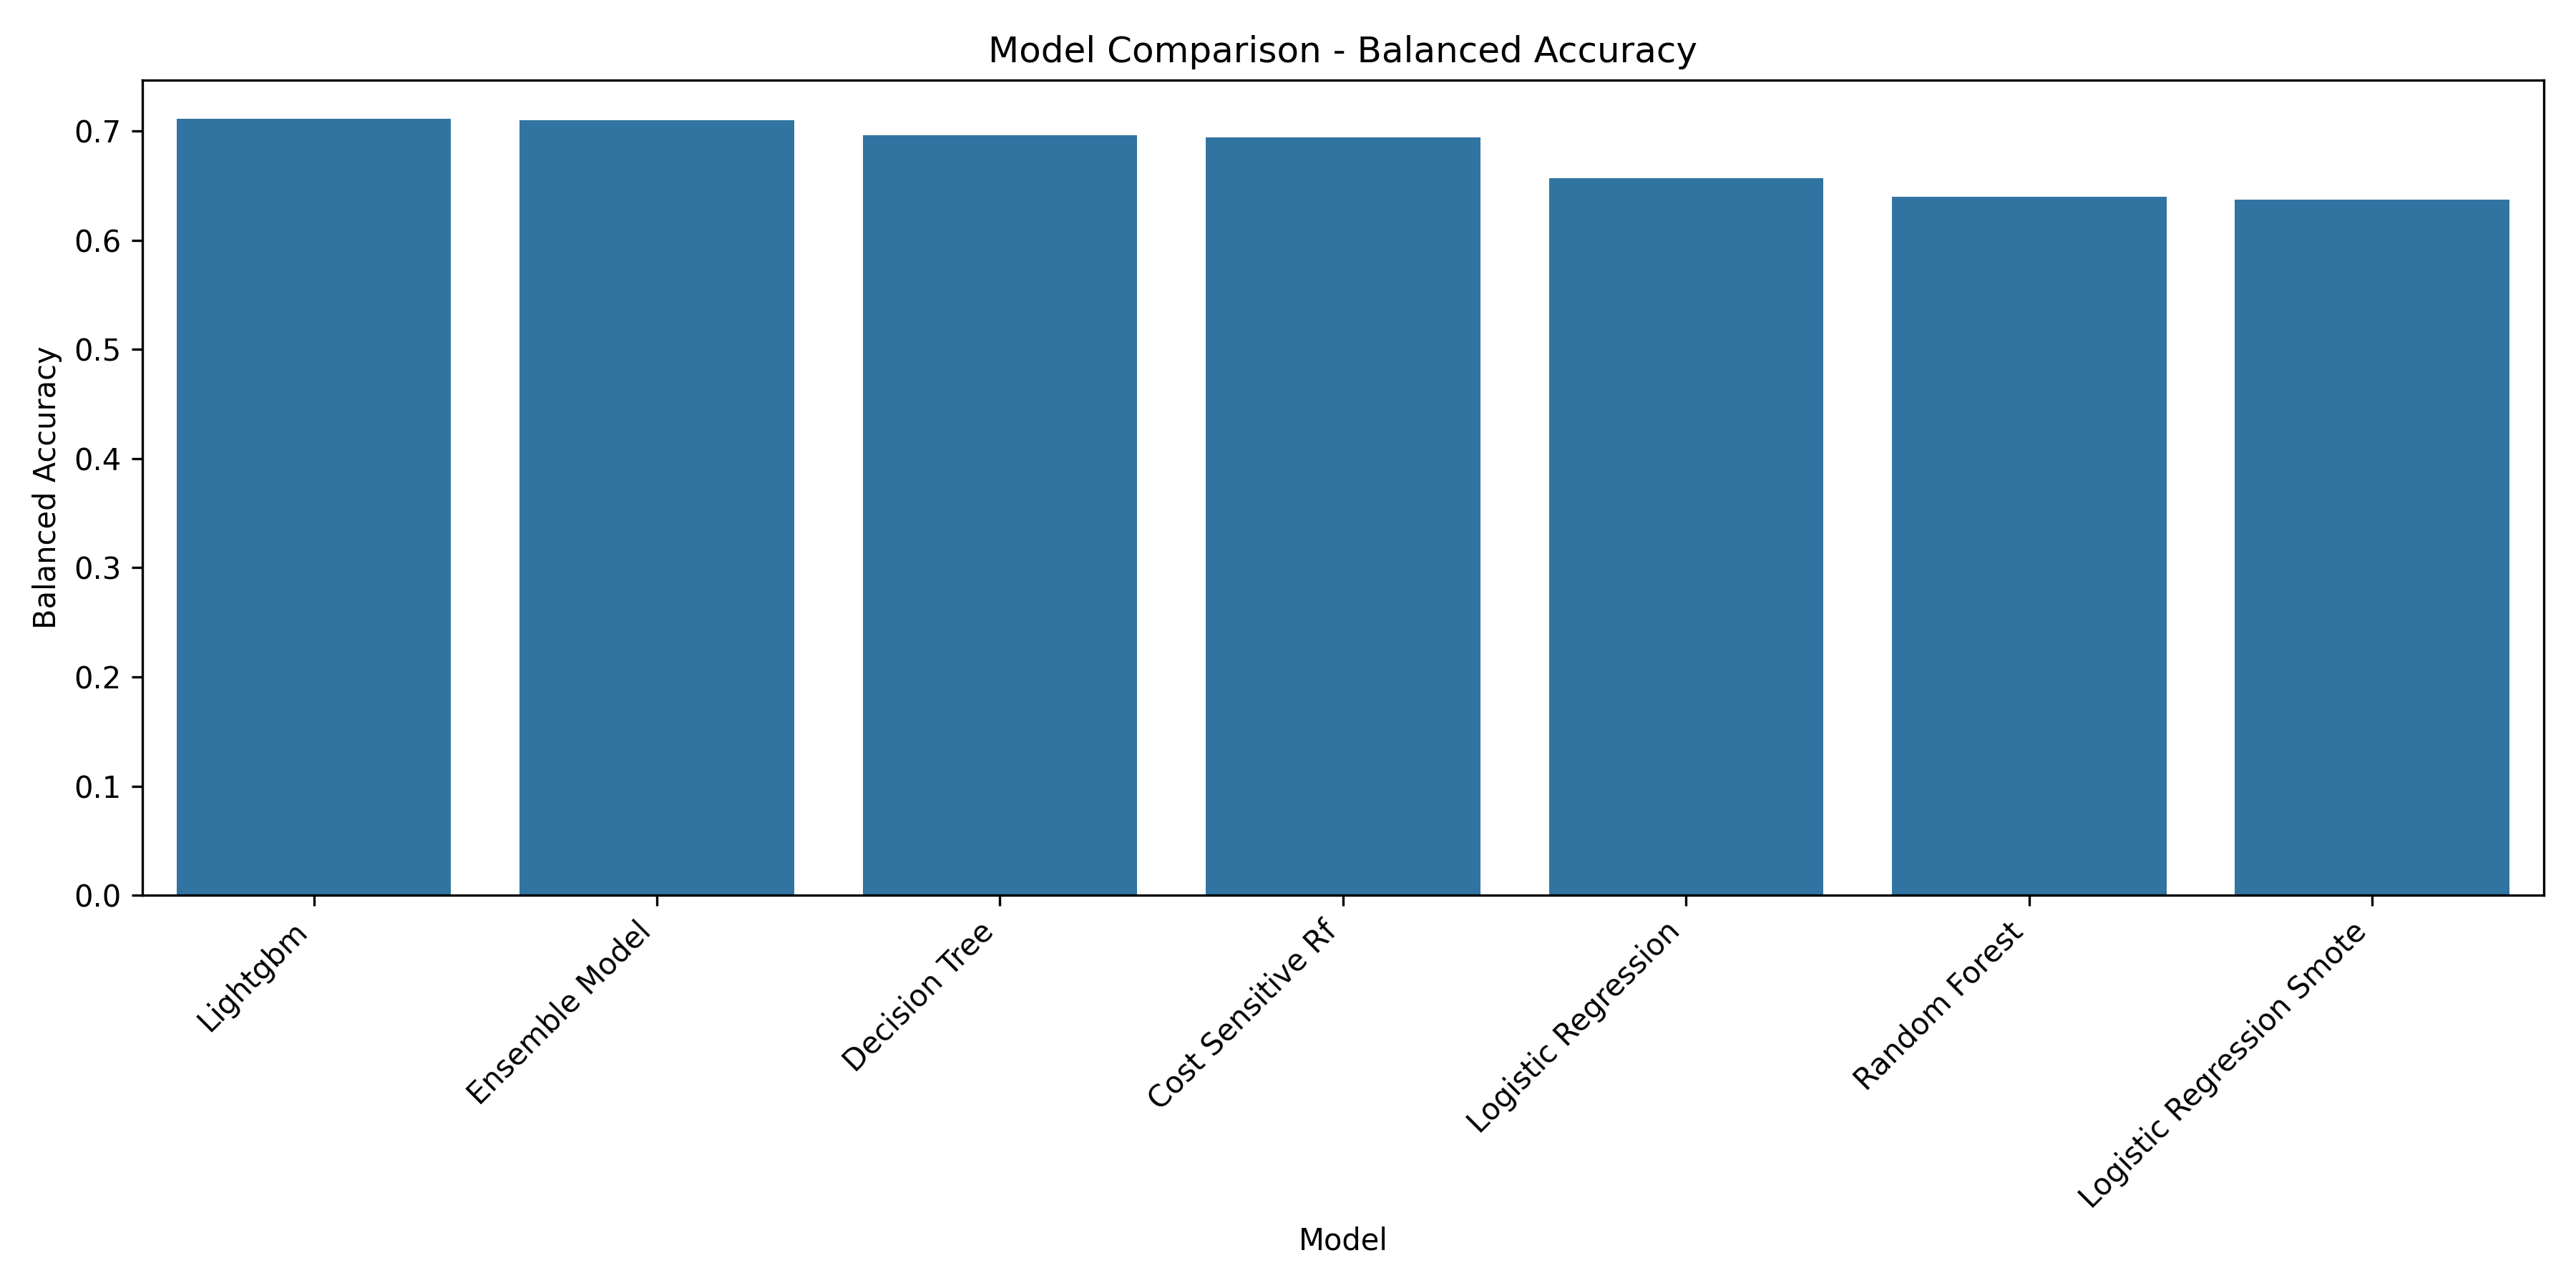 Model Comparison - Balanced Accuracy
Balanced Accuracy
0.7
0.6
0.5
0.4
0.3
0.2
0.1
0.0
Lightgbm
Ensemble Model
Decision Tree
Cost Sensitive Rf
Logistic Regression
Random Forest
Logistic Regression Smote
Model